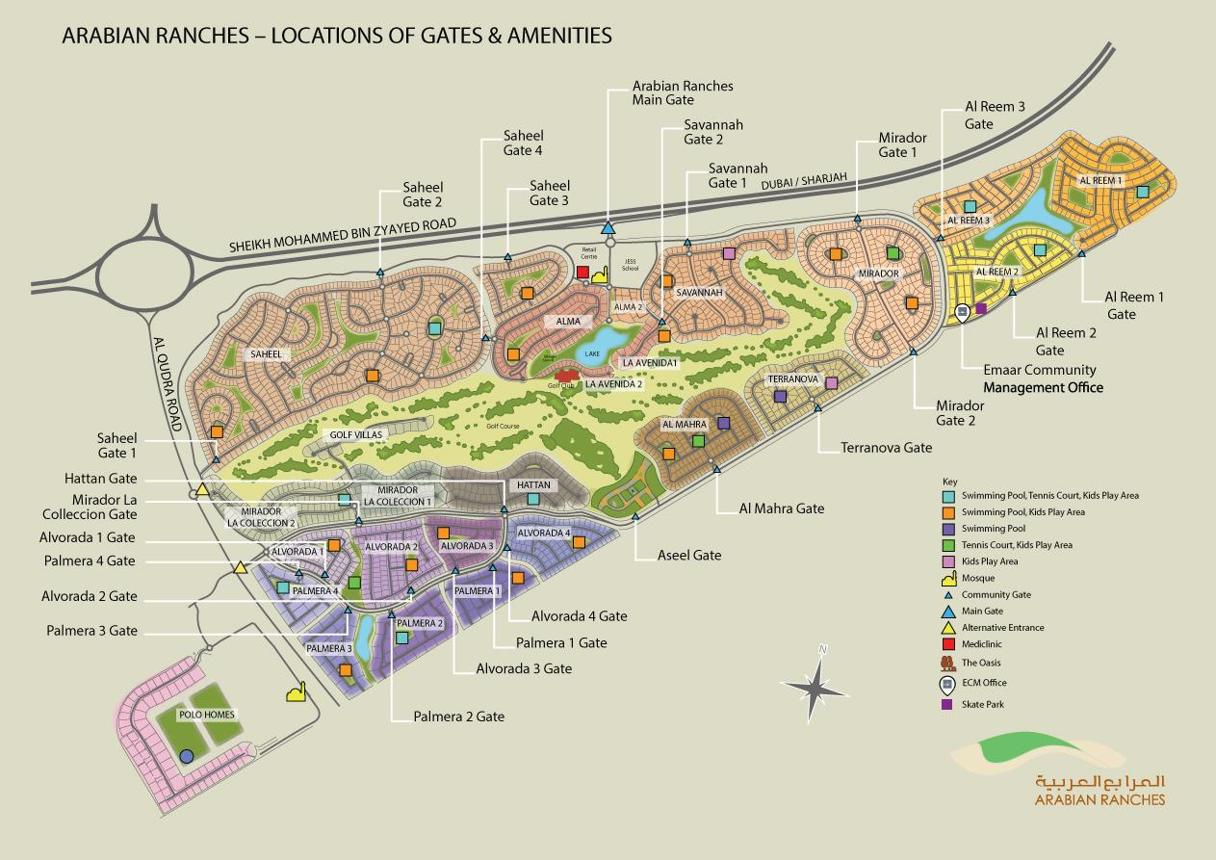 ARABIAN RANCHES – LOCATIONS OF GATES & AMENITIES
Arabian Ranches
Main Gate
Al Reem 3
Gate
Savannah
Gate 2
Saheel
Gate 4
Mirador
Gate 1
Savannah
Gate 1
Saheel
Gate 2
Saheel
Gate 3
DUBAI / SHARJAH
SHEIKH MOHAMMED BIN ZYAYED ROAD
AL QUDRA ROAD
AL REEM 1
AL REEM 3
AL REEM 2
Retail
Centre
JESS
School
MIRADOR
SAVANNAH
ALMA 2
ALMA
LAKE
SAHEEL
LA AVENIDA1
LA AVENIDA 2
Golf Club
TERRANOVA
AL MAHRA
Golf Course
GOLF VILLAS
Al Reem 1
Gate
Al Reem 2
Gate
Emaar Community
Management Office
Mirador
Gate 2
Terranova Gate
Al Mahra Gate
Aseel Gate
Saheel
Gate 1
Hattan Gate
Mirador La
Colleccion Gate
Alvorada 1 Gate
Palmera 4 Gate
Alvorada 2 Gate
Palmera 3 Gate
HATTAN
MIRADOR
LA COLECCION 1
MIRADOR
LA COLECCION 2
ALVORADA 1
ALVORADA 2
ALVORADA 3
ALVORADA 4
PALMERA 4
PALMERA 1
PALMERA 2
PALMERA 3
Alvorada 4 Gate
Palmera 1 Gate
Alvorada 3 Gate
Palmera 2 Gate
POLO HOMES
N
Key
Swimming Pool, Tennis Court, Kids Play Area
Swimming Pool, Kids Play Area
Swimming Pool
Tennis Court, Kids Play Area
Kids Play Area
Mosque
Community Gate
Main Gate
Alternative Entrance
Mediclinic
The Oasis
ECM Office
Skate Park
المرابع العربية
ARABIAN RANCHES